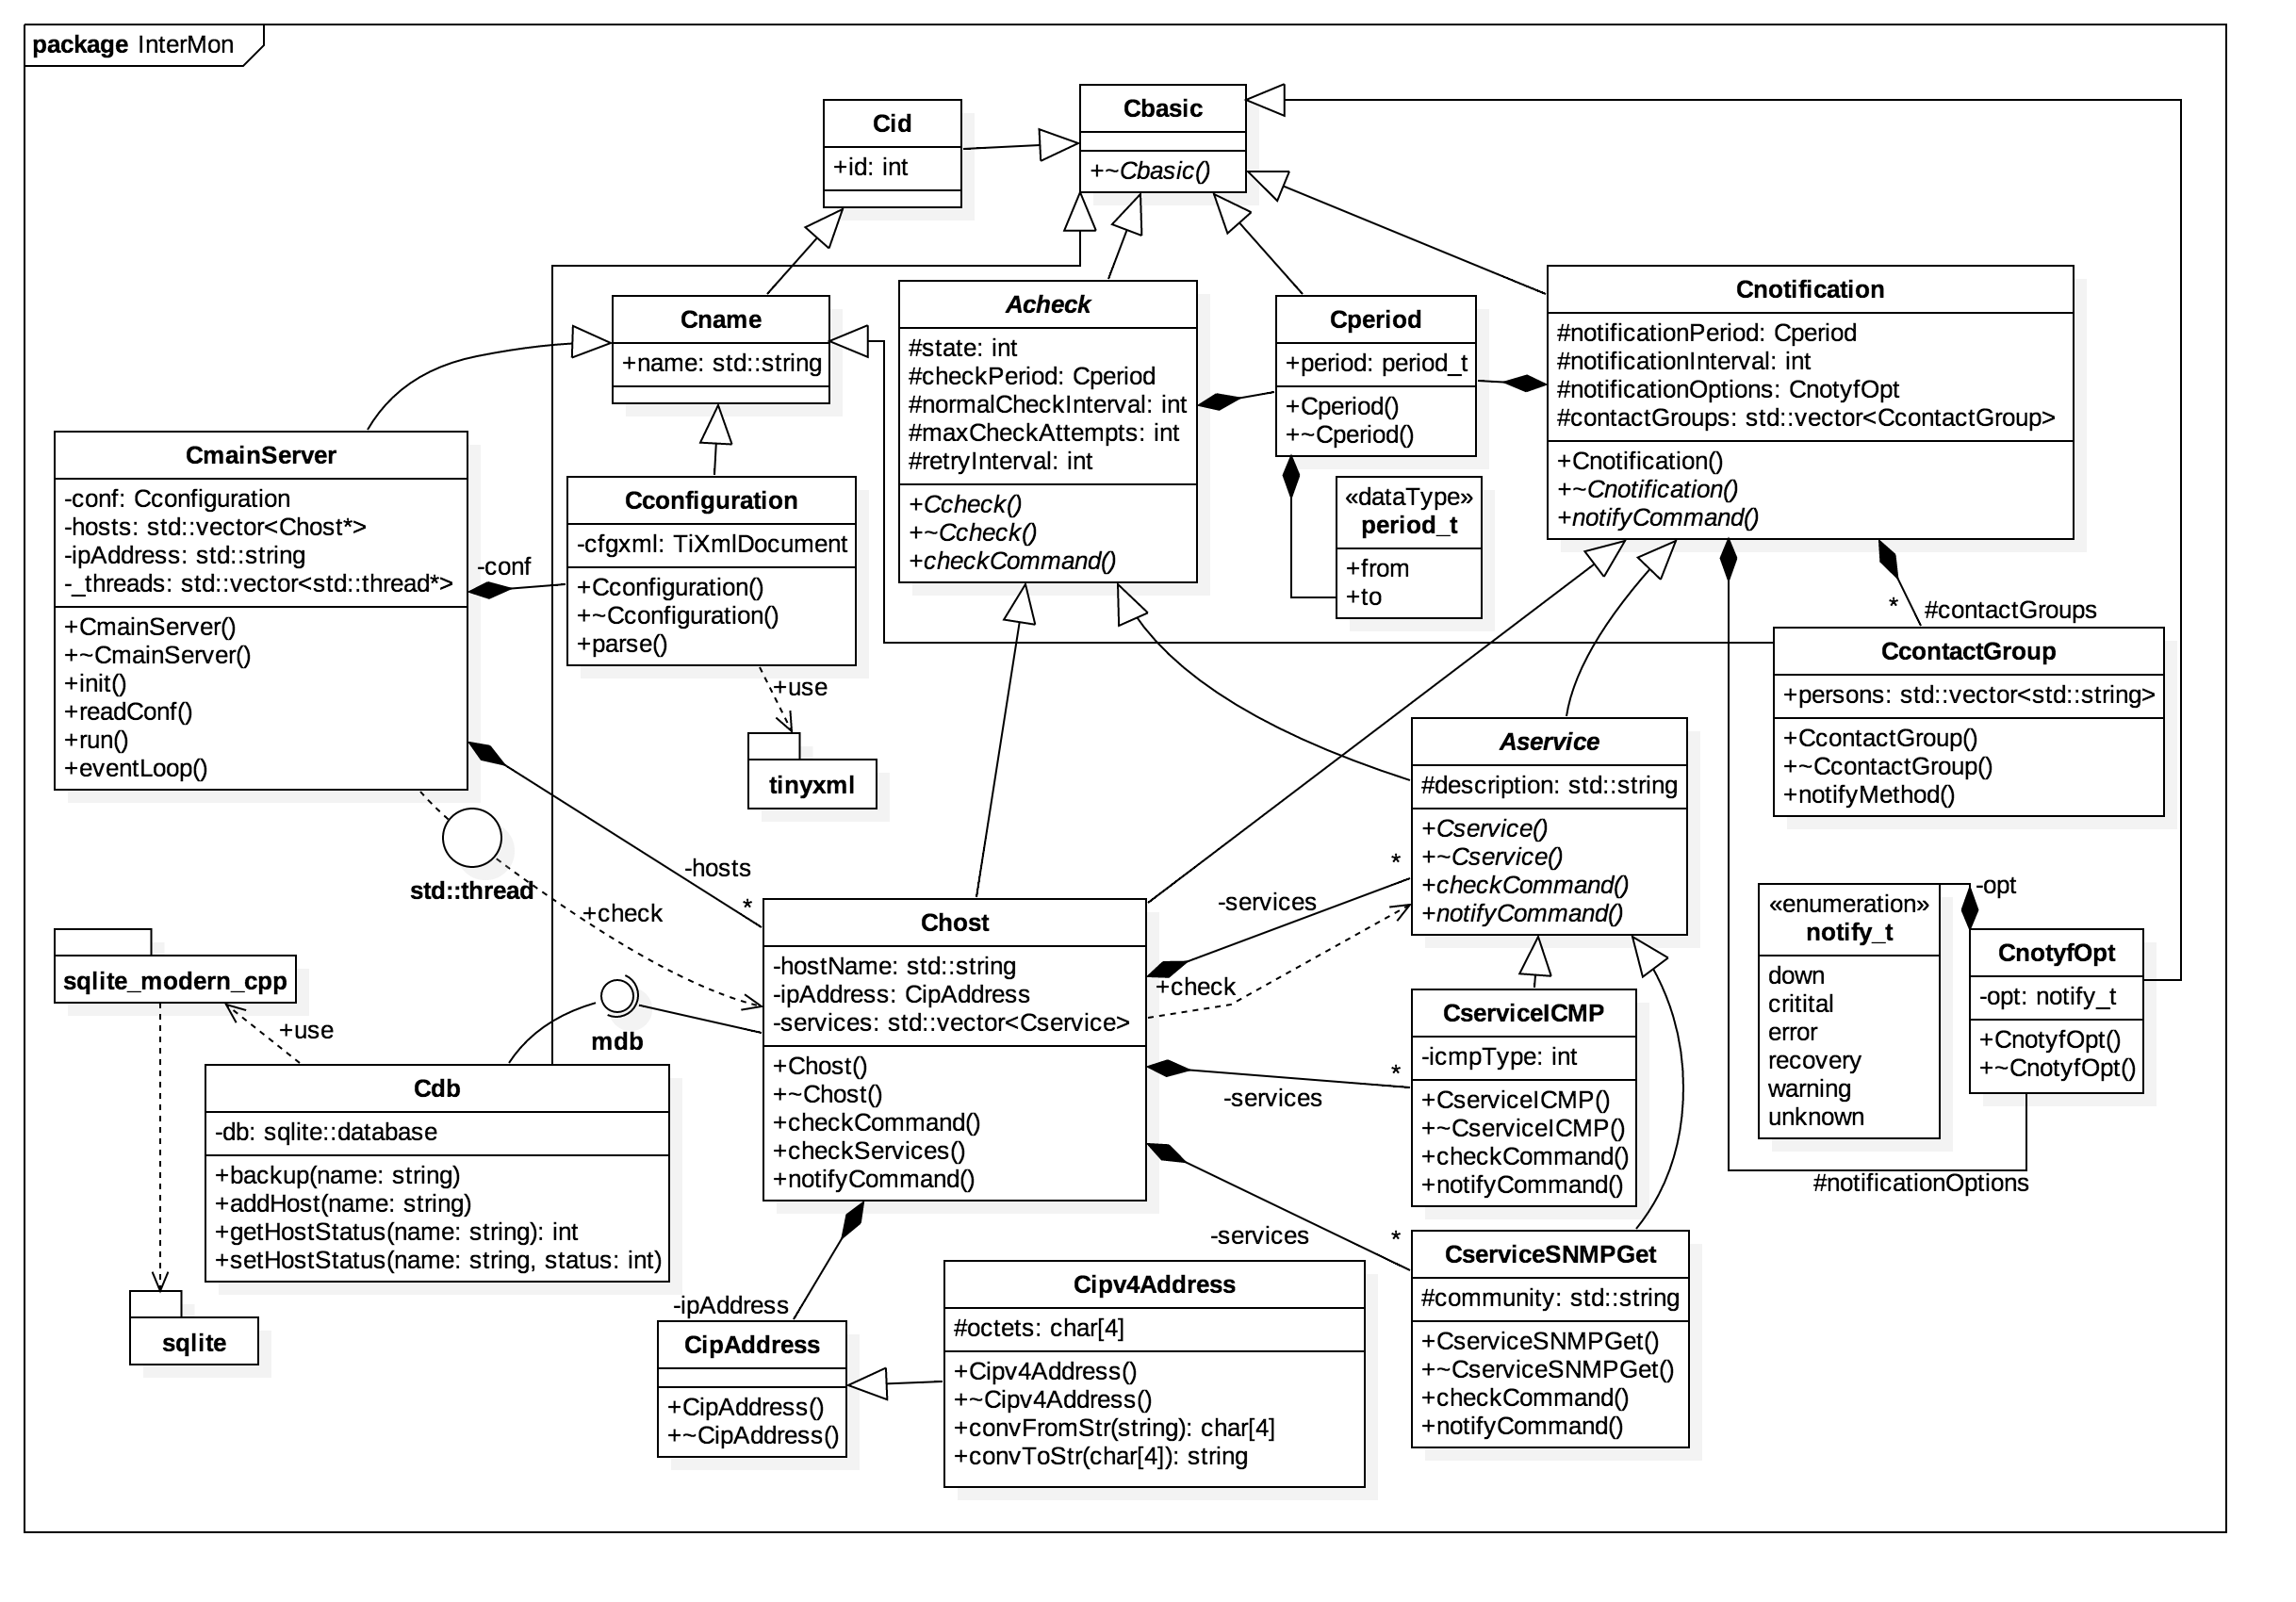 package InterMon
Cid
+id: int
Cbasic
+~Cbasic()
Cname
+name: std::string
Acheck
#state: int
#checkPeriod: Cperiod
#normalCheckInterval: int
#maxCheckAttempts: int
#retryInterval: int
+Ccheck()
+~Ccheck()
+checkCommand()
Cperiod
+period: period_t
+Cperiod()
+~Cperiod()
Cnotification
#notificationPeriod: Cperiod
#notificationInterval: int
#notificationOptions: CnotyfOpt
#contactGroups: std::vector<CcontactGroup>
+Cnotification()
+~Cnotification()
+notifyCommand()
CmainServer
-conf: Cconfiguration
-hosts: std::vector<Chost*>
-ipAddress: std::string
-_threads: std::vector<std::thread*>
+CmainServer()
+~CmainServer()
+init()
+readConf()
+run()
+eventLoop()
-conf
Cconfiguration
-cfgxml: TiXmlDocument
+Cconfiguration()
+~Cconfiguration()
+parse()
«dataType»
period_t
+from
+to
* #contactGroups
CcontactGroup
+persons: std::vector<std::string>
+CcontactGroup()
+~CcontactGroup()
+notifyMethod()
+use
tinyxml
Aservice
#description: std::string
+Cservice()
+~Cservice()
+checkCommand()
+notifyCommand()
std::thread
-hosts
*
+check
Chost
-hostName: std::string
-ipAddress: CipAddress
-services: std::vector<Cservice>
+Chost()
+~Chost()
+checkCommand()
+checkServices()
+notifyCommand()
*
-services
+check
*
-services
-services
*
«enumeration»
notify_t
down
critital
error
recovery
warning
unknown
-opt
CnotyfOpt
-opt: notify_t
+CnotyfOpt()
+~CnotyfOpt()
#notificationOptions
sqlite_modern_cpp
+use
mdb
Cdb
-db: sqlite::database
+backup(name: string)
+addHost(name: string)
+getHostStatus(name: string): int
+setHostStatus(name: string, status: int)
CserviceICMP
-icmpType: int
+CserviceICMP()
+~CserviceICMP()
+checkCommand()
+notifyCommand()
CserviceSNMPGet
#community: std::string
+CserviceSNMPGet()
+~CserviceSNMPGet()
+checkCommand()
+notifyCommand()
sqlite
-ipAddress
CipAddress
+CipAddress()
+~CipAddress()
Cipv4Address
#octets: char[4]
+Cipv4Address()
+~Cipv4Address()
+convFromStr(string): char[4]
+convToStr(char[4]): string